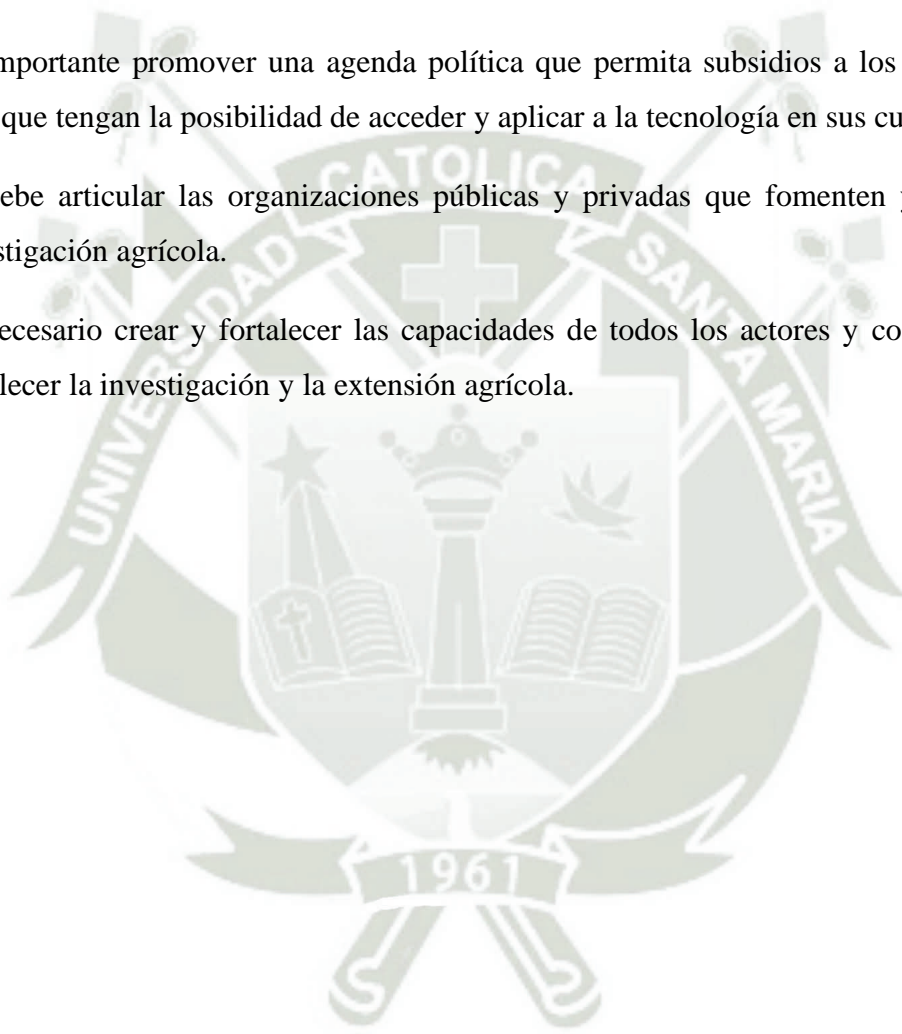 mportante promover una agenda política que permita subsidios a los
que tengan la posibilidad de acceder y aplicar a la tecnología en sus cu
ebe articular las organizaciones públicas y privadas que fomenten y
stigación agrícola.
ecesario crear y fortalecer las capacidades de todos los actores y co
lecer la investigación y la extensión agrícola.
UNIVERSIDAD CATOLICA SANTA MARIA
1961